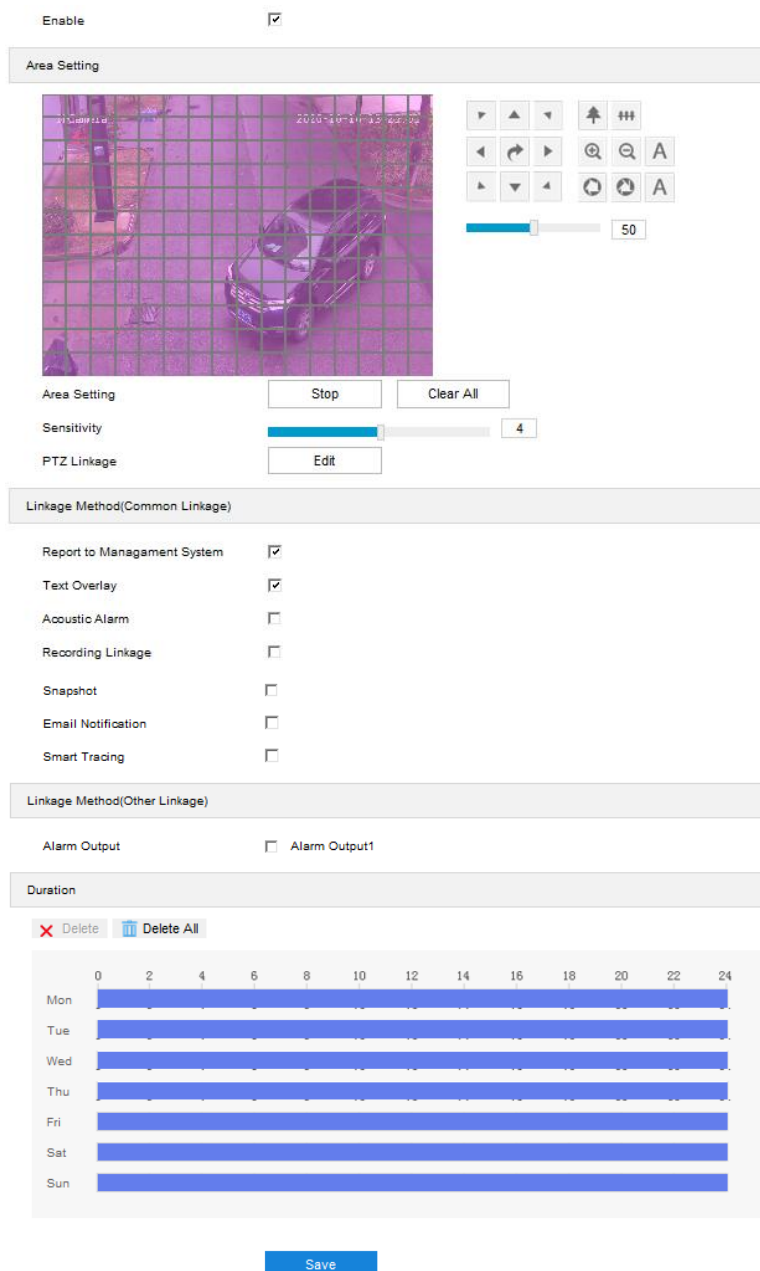 Enable
Area Setting
A
A
50
Area Setting
Stop
Clear All
Sensitivity
4
PTZ Linkage
Edit
Linkage Method(Common Linkage)
Report to Managament System
Text Overlay
Acoustic Alarm
Recording Linkage
Snapshot
Email Notification
Smart Tracing
Linkage Method(Other Linkage)
Alarm Output
Alarm Output1
Duration
Delete
Delete All
0 2 4 6 8 10 12 14 16 18 20 22 24
Mon
Tue
Wed
Thu
Fri
Sat
Sun
Save